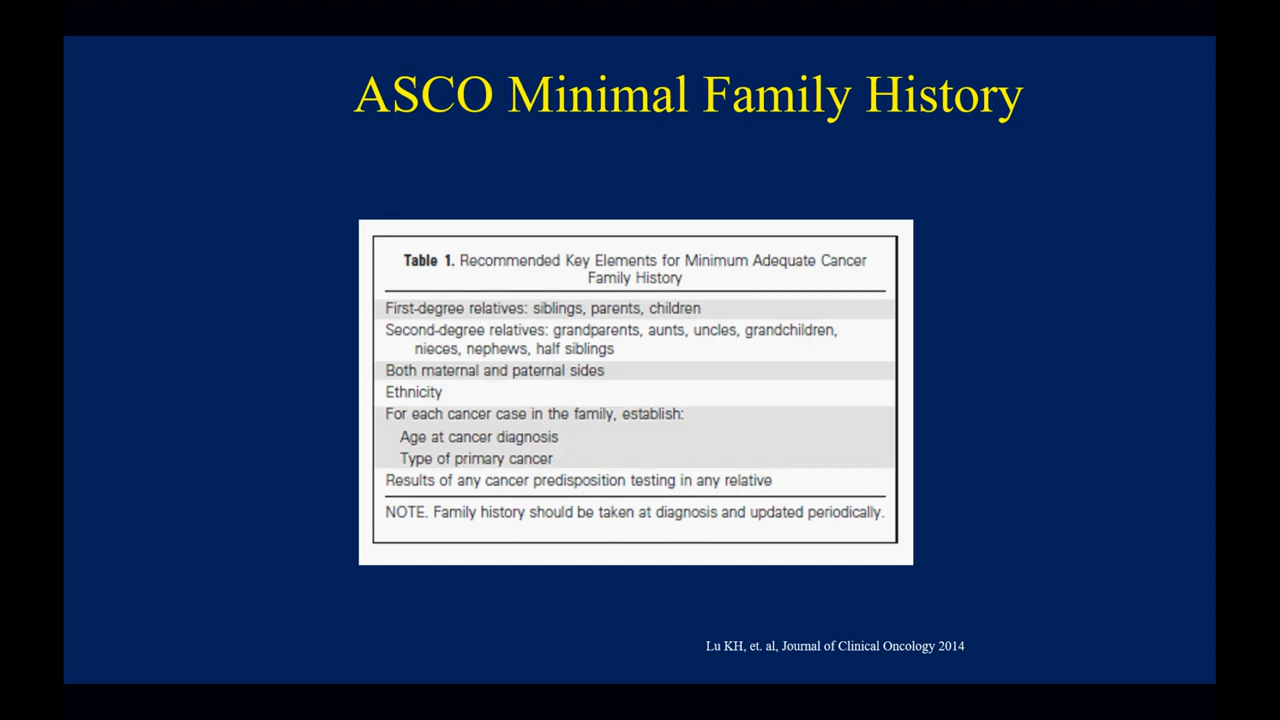 ASCO Minimal Family History
Table 1. Recommended Key Elements for Minimum Adequate Cancer
Family History
First-degree relatives: siblings, parents, children
Second-degree relatives: grandparents, aunts, uncles, grandchildren,
nieces, nephews, half siblings
Both maternal and paternal sides
Ethnicity
For each cancer case in the family, establish:
Age at cancer diagnosis
Type of primary cancer
Results of any cancer predisposition testing in any relative
NOTE. Family history should be taken at diagnosis and updated periodically.
Lu KH, et. al, Journal of Clinical Oncology 2014